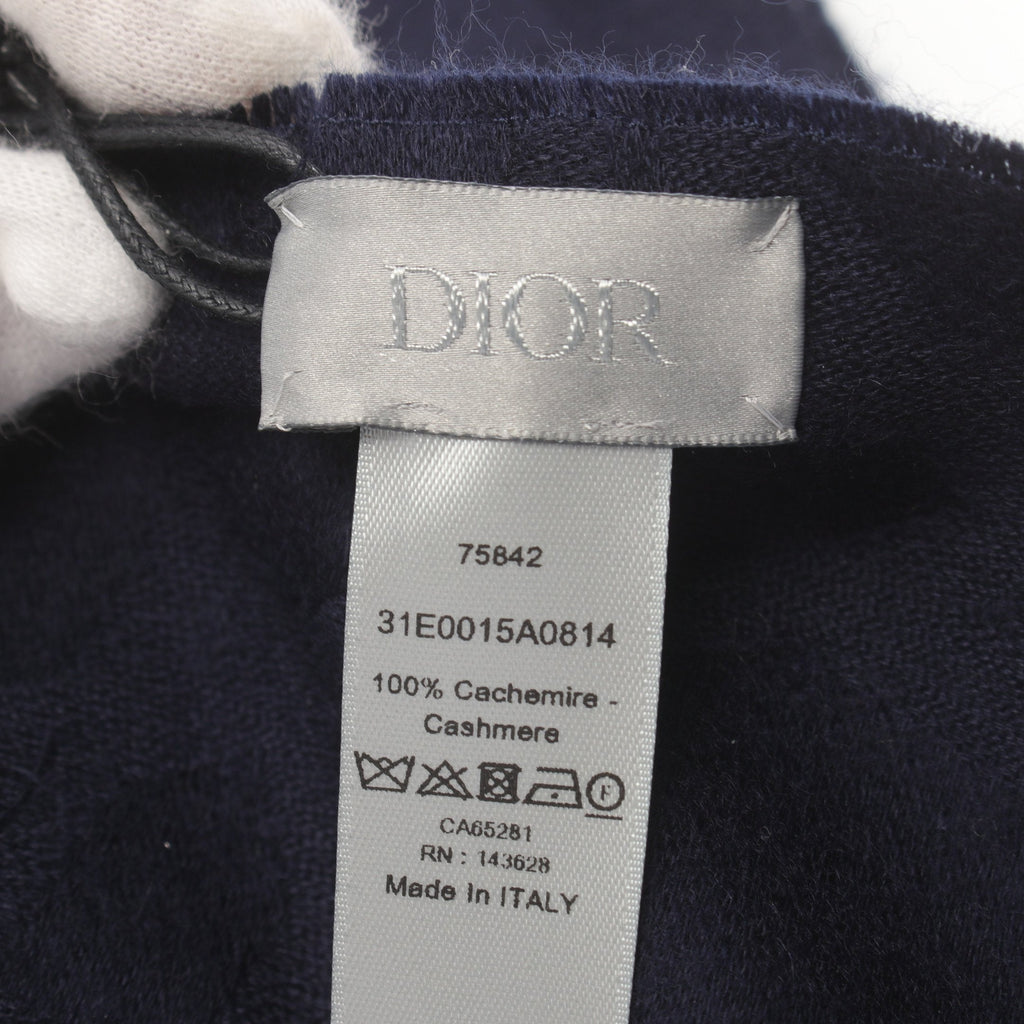 DIOR
75842
31E0015A0814
100% Cachemire -
Cashmere
F
CA65281
RN : 143628
Made In ITALY